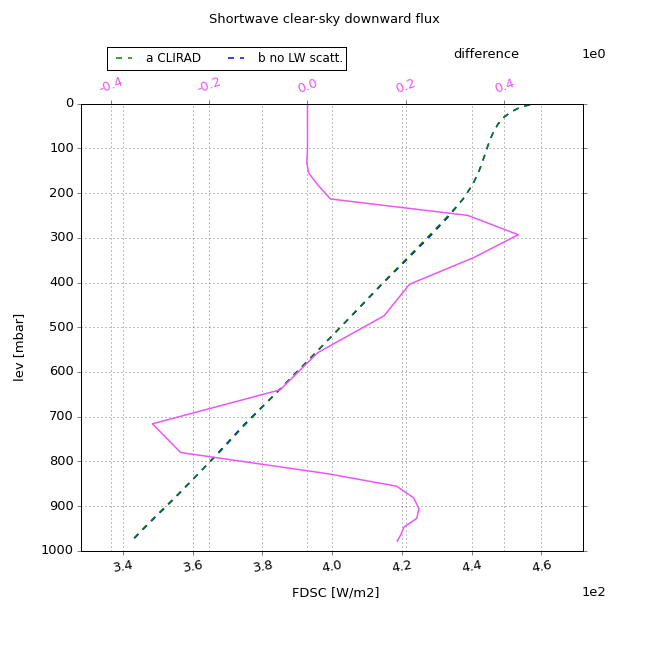 Shortwave clear-sky downward flux
a CLIRAD b no LW scatt.
difference 1e0
-0.4 -0.2 0.0 0.2 0.4
0
100
200
300
400
500
600
700
800
900
1000
lev [mbar]
3.4 3.6 3.8 4.0 4.2 4.4 4.6
FDSC [W/m2] 1e2